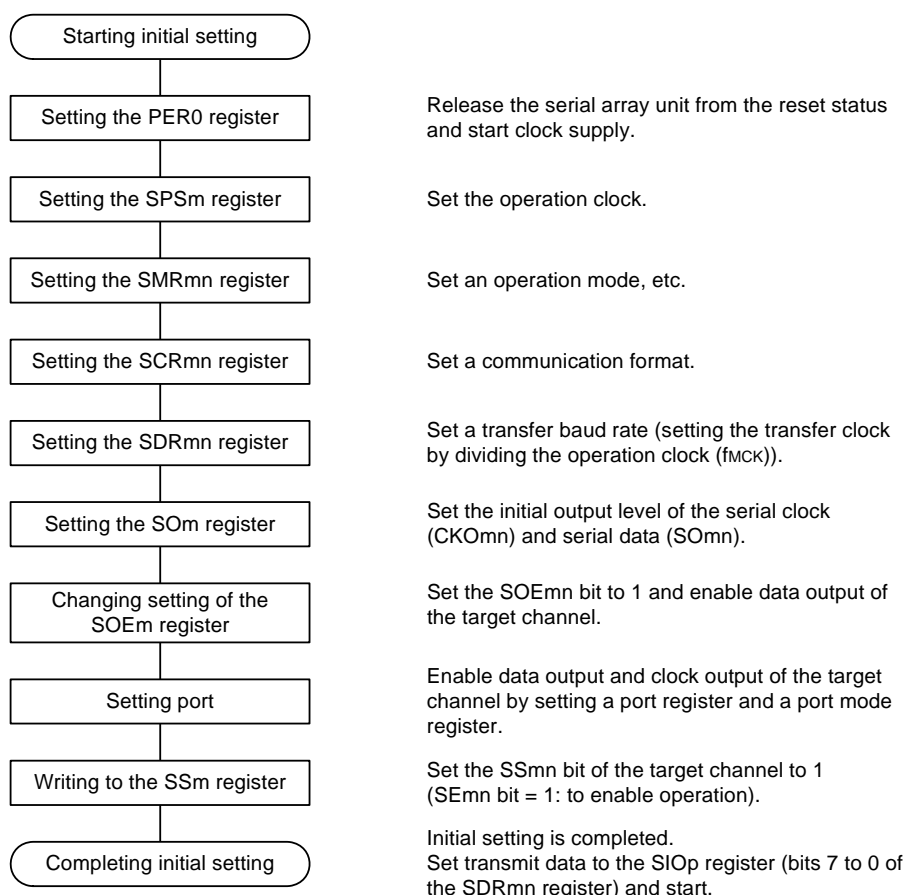 Starting initial setting
Setting the PER0 register
Release the serial array unit from the reset status
and start clock supply.
Setting the SPSm register
Set the operation clock.
Setting the SMRmn register
Set an operation mode, etc.
Setting the SCRmn register
Set a communication format.
Setting the SDRmn register
Set a transfer baud rate (setting the transfer clock
by dividing the operation clock (fMCK)).
Setting the SOm register
Set the initial output level of the serial clock
(CKOmn) and serial data (SOmn).
Changing setting of the
SOEm register
Set the SOEmn bit to 1 and enable data output of
the target channel.
Setting port
Enable data output and clock output of the target
channel by setting a port register and a port mode
register.
Writing to the SSm register
Set the SSmn bit of the target channel to 1
(SEmn bit = 1: to enable operation).
Completing initial setting
Initial setting is completed.
Set transmit data to the SIOp register (bits 7 to 0 of
the SDRmn register) and start.